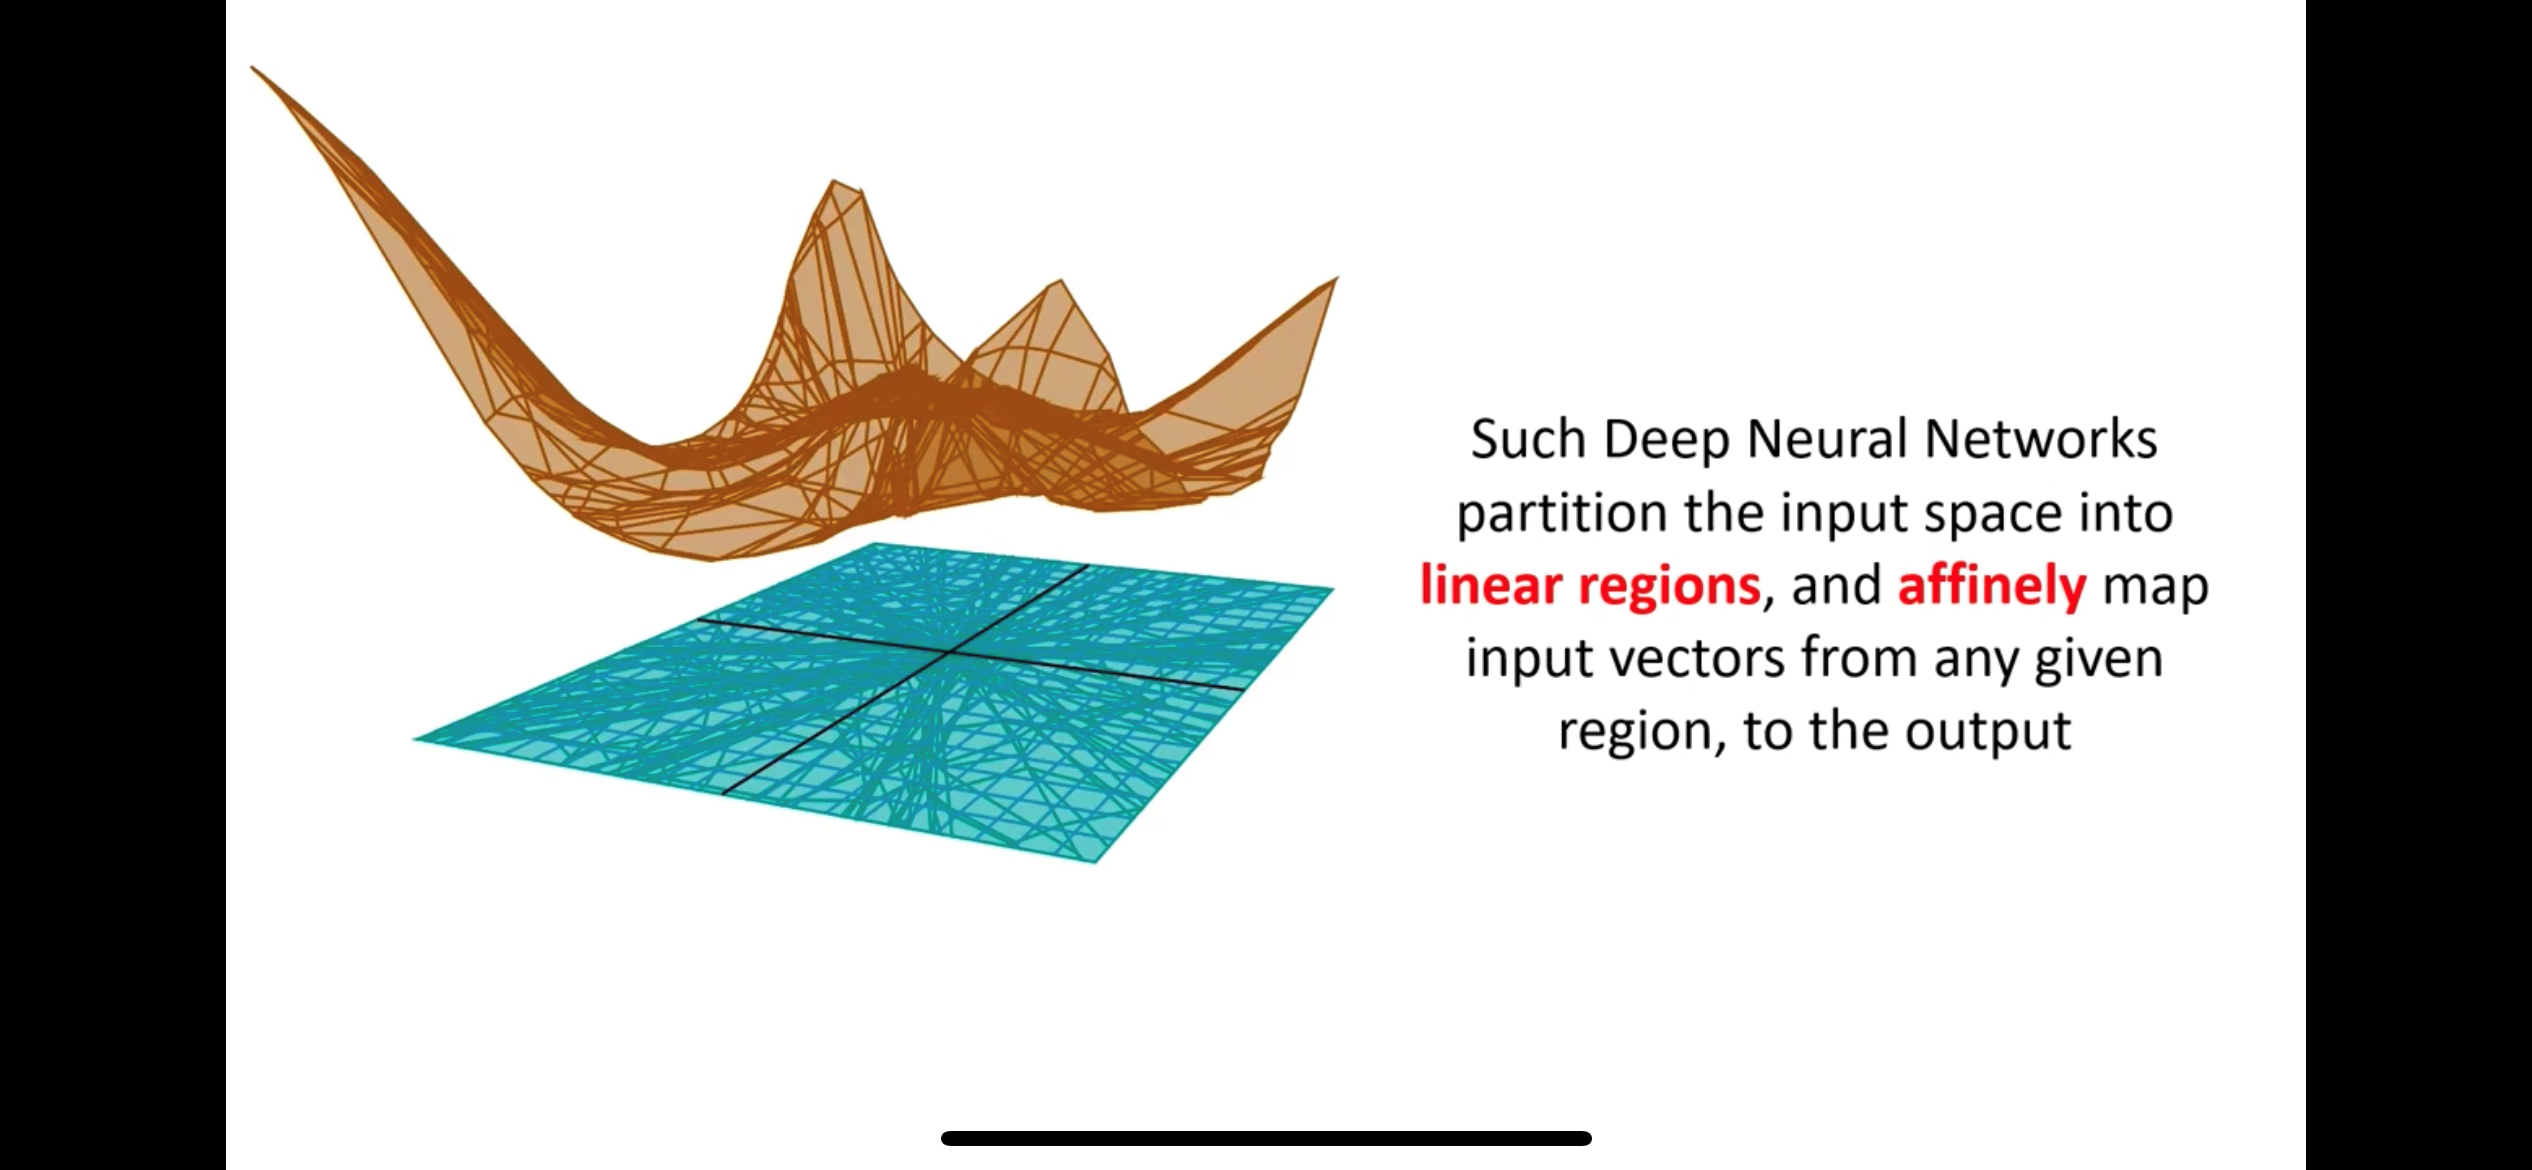 Such Deep Neural Networks
partition the input space into
linear regions, and affinely map
input vectors from any given
region, to the output